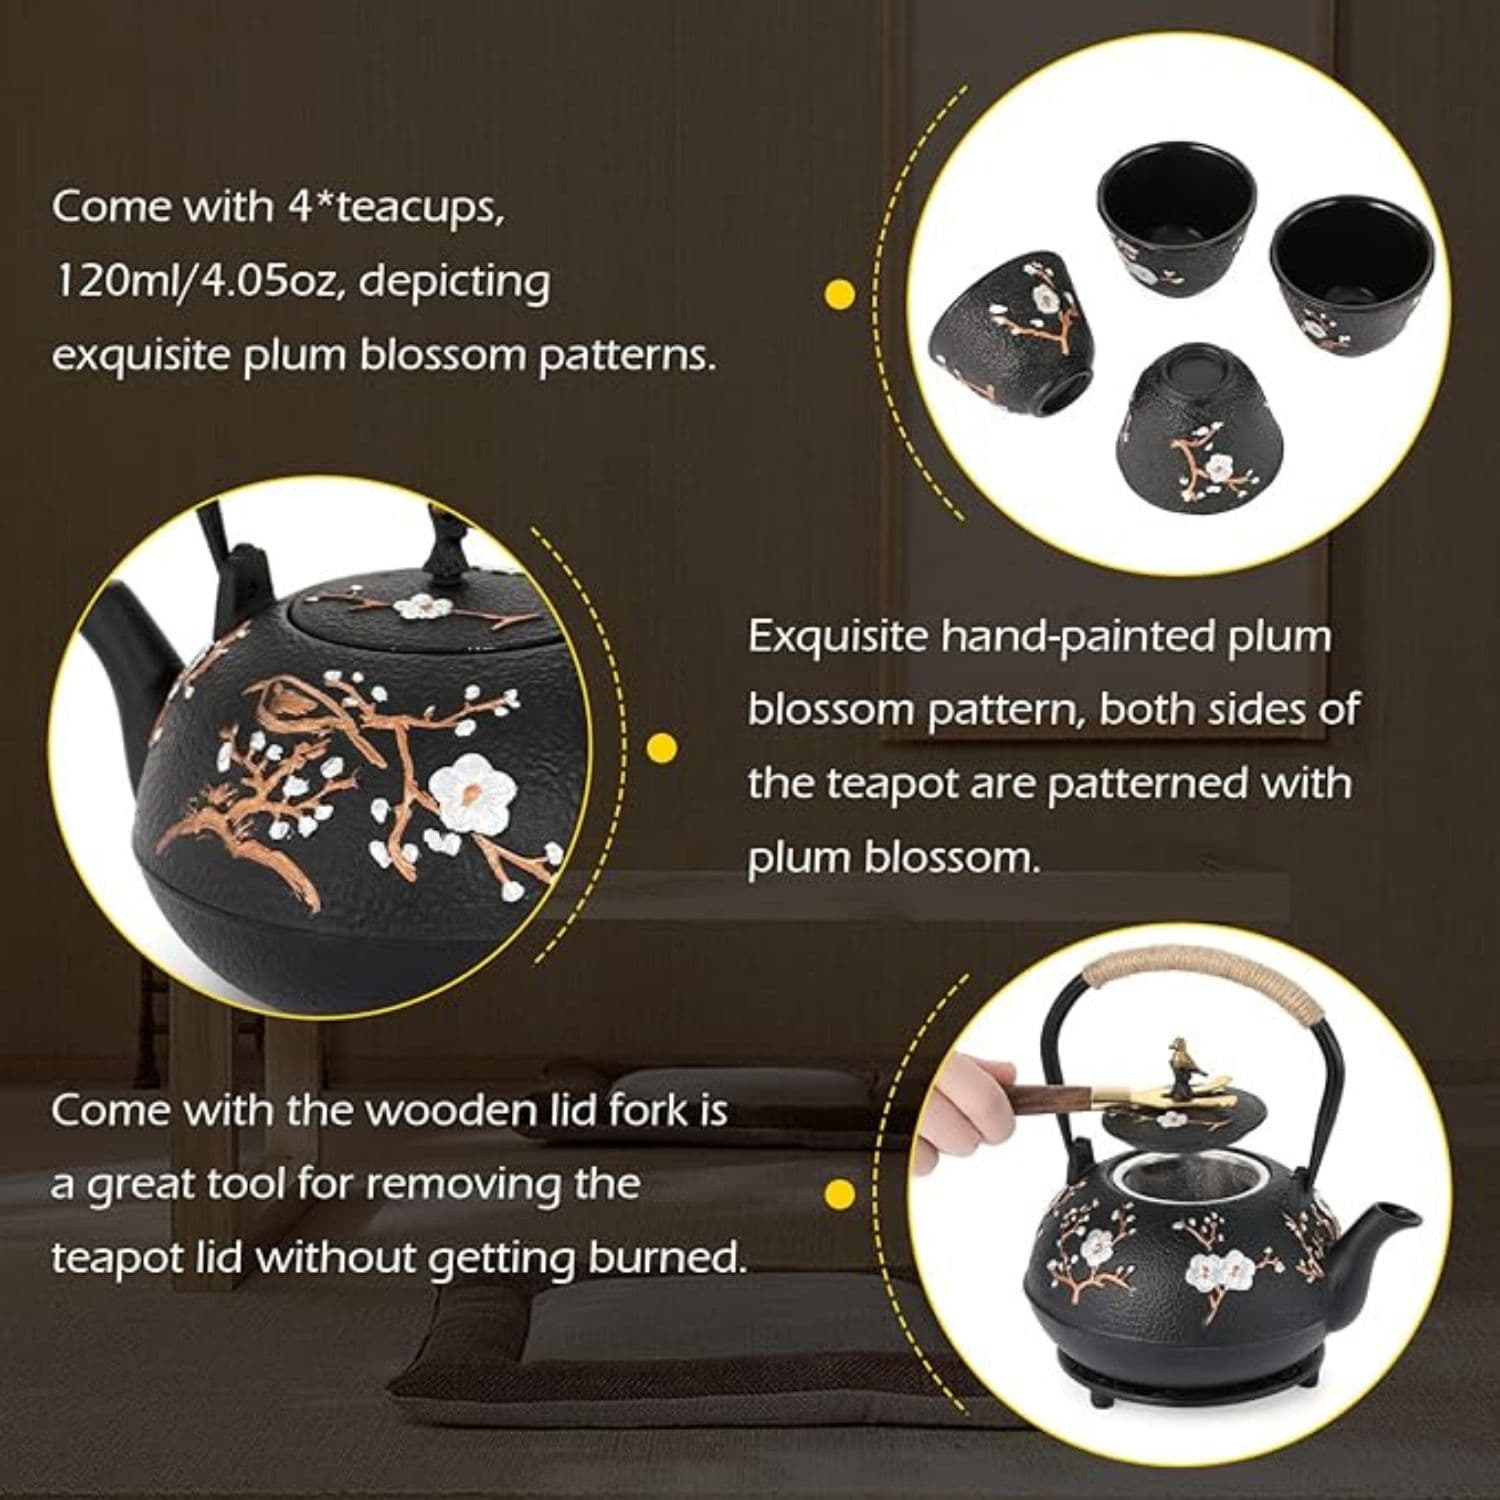 Come with 4*teacups,
120ml/4.05oz, depicting
exquisite plum blossom patterns.
Exquisite hand-painted plum
blossom pattern, both sides of
the teapot are patterned with
plum blossom.
Come with the wooden lid fork is
a great tool for removing the
teapot lid without getting burned.